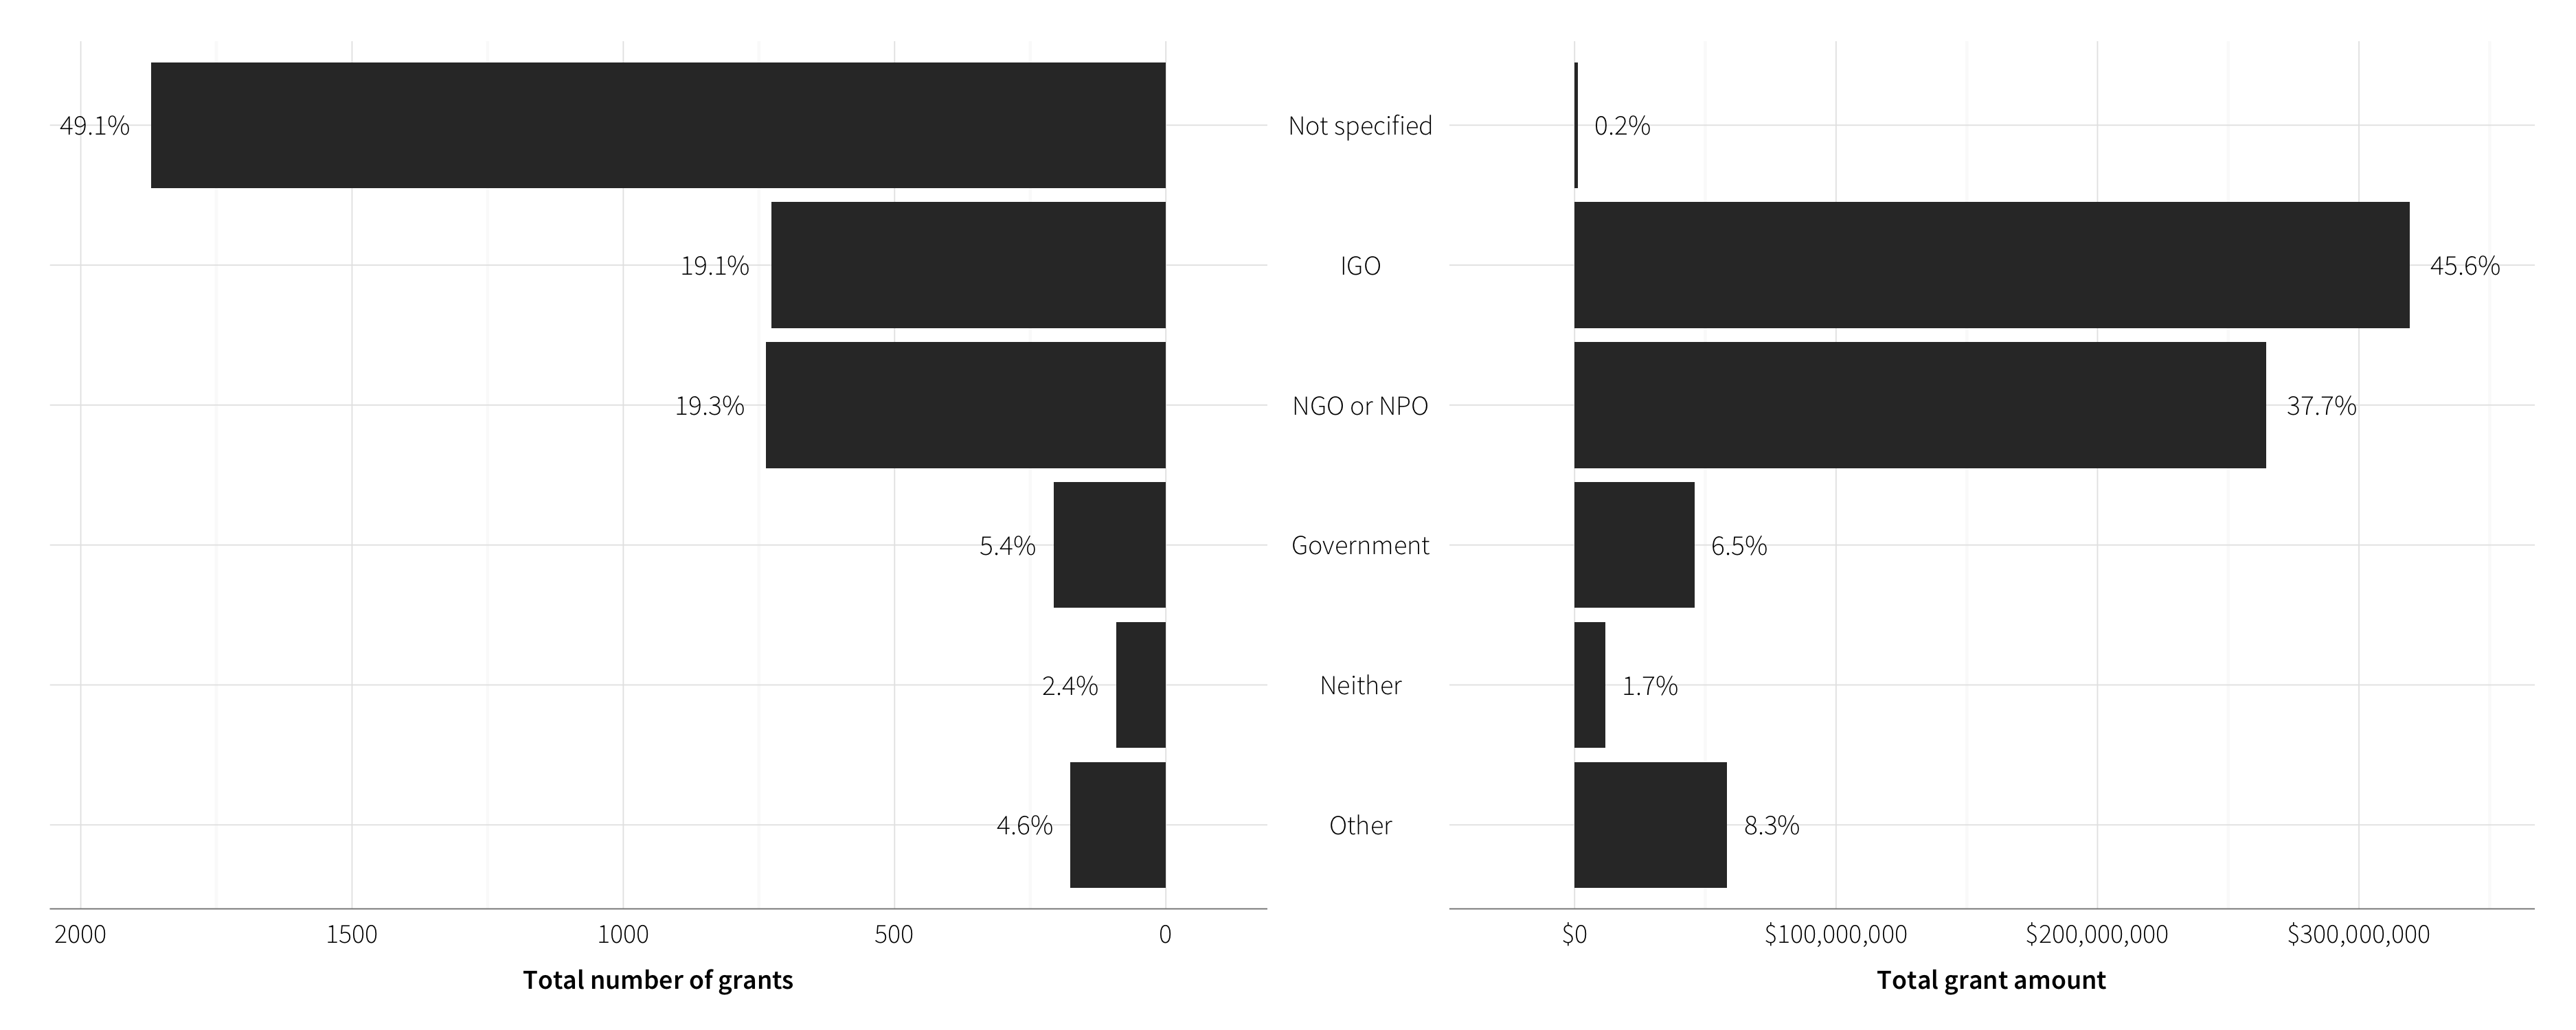 49.1% Not specified 0.2%
19.1% IGO 45.6%
19.3% NGO or NPO 37.7%
5.4% Government 6.5%
2.4% Neither 1.7%
4.6% Other 8.3%
2000 1500 1000 500 0 $0 $100,000,000 $200,000,000 $300,000,000
Total number of grants Total grant amount